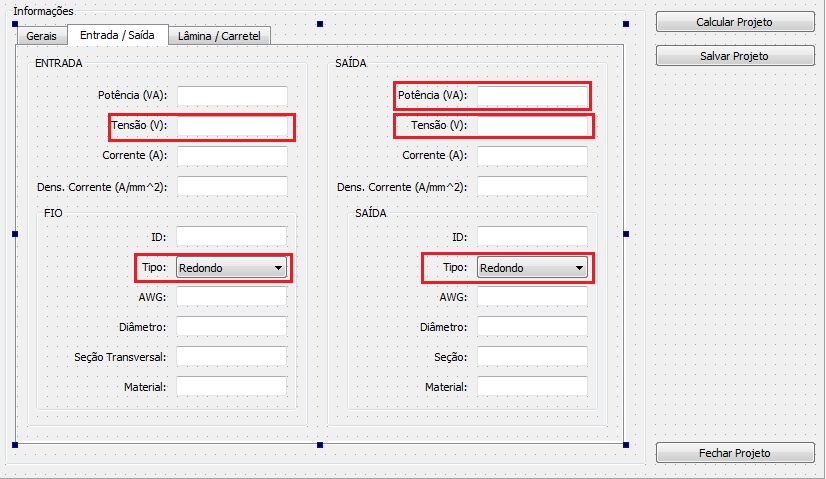 Informações
Gerais
Entrada / Saída
Lâmina / Carretel
Calcular Projeto
Salvar Projeto
ENTRADA
Potência (VA):
Tensão (V):
Corrente (A):
Dens. Corrente (A/mm^2):
FIO
ID:
Tipo: Redondo
AWG:
Diâmetro:
Seção Transversal:
Material:
SAÍDA
Potência (VA):
Tensão (V):
Corrente (A):
Dens. Corrente (A/mm^2):
SAÍDA
ID:
Tipo: Redondo
AWG:
Diâmetro:
Seção:
Material:
Fechar Projeto